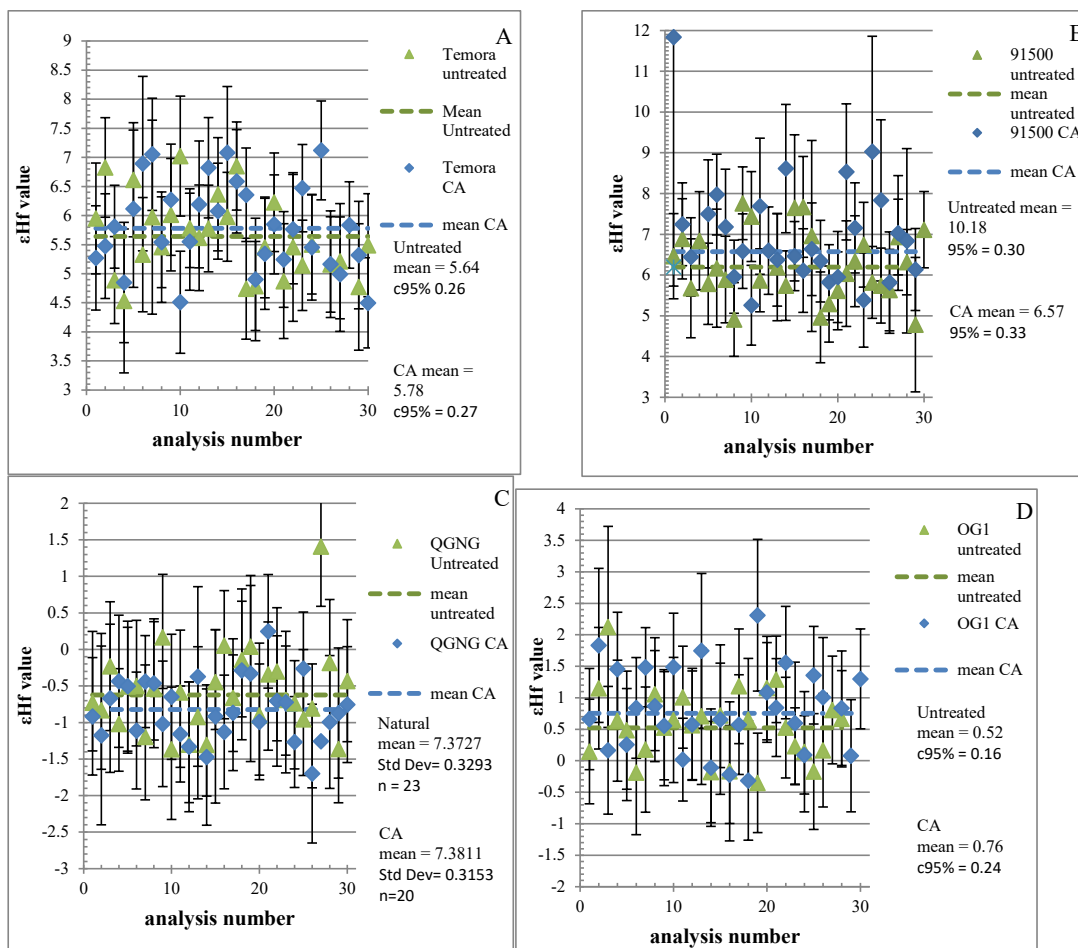 A
9
8.5
8
7.5
7
6.5
6
5.5
5
4.5
4
3.5
3
εHf value
0
10
20
30
analysis number
Temora
untreated
Mean
Untreated
Temora
CA
mean CA
Untreated
mean = 5.64
c95% 0.26
CA mean =
5.78
c95% = 0.27
12
11
10
9
8
7
6
5
4
3
εHf value
0
10
20
30
analysis number
91500
untreated
mean
untreated
91500 CA
mean CA
Untreated mean =
10.18
95% = 0.30
CA mean = 6.57
95% = 0.33
C
2
1.5
1
0.5
0
-0.5
-1
-1.5
-2
-2.5
-3
εHf value
0
10
20
30
analysis number
QGNG
Untreated
mean
untreated
QGNG CA
mean CA
Natural
mean = 7.3727
Std Dev= 0.3293
n = 23
CA
mean = 7.3811
Std Dev= 0.3153
n=20
D
4
3.5
3
2.5
2
1.5
1
0.5
0
-0.5
-1
-1.5
-2
εHf value
0
10
20
30
analysis number
OG1
untreated
mean
untreated
OG1 CA
mean CA
Untreated
mean = 0.52
c95% = 0.16
CA
mean = 0.76
c95% = 0.24